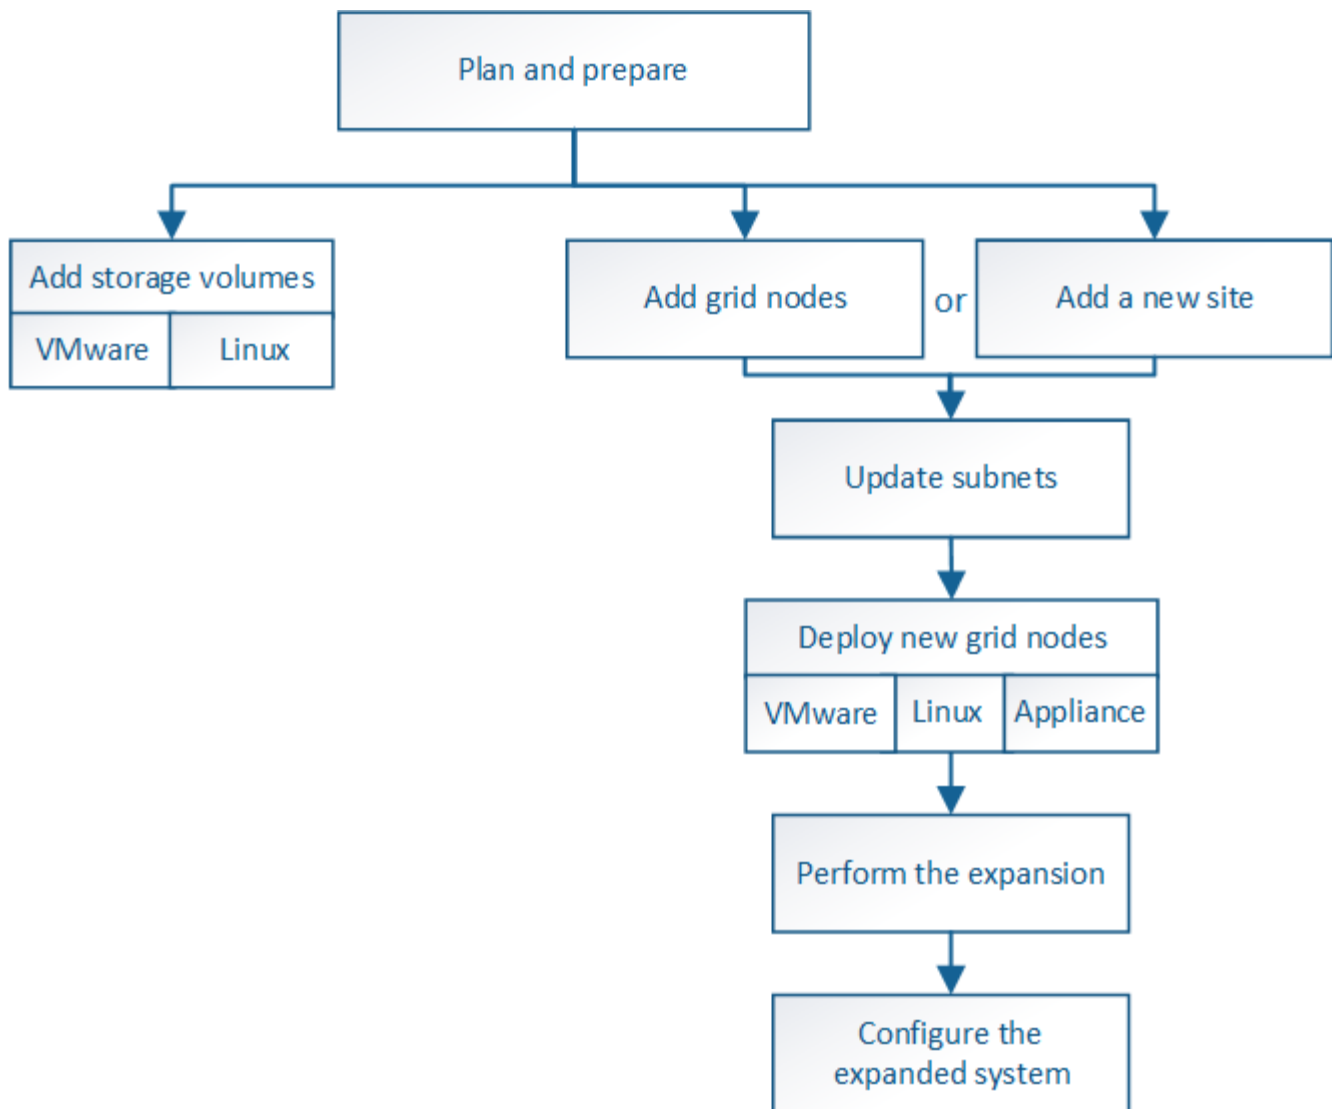 Plan and prepare
Add storage volumes
VMware
Linux
Add grid nodes
or
Add a new site
Update subnets
Deploy new grid nodes
VMware
Linux
Appliance
Perform the expansion
Configure the
expanded system